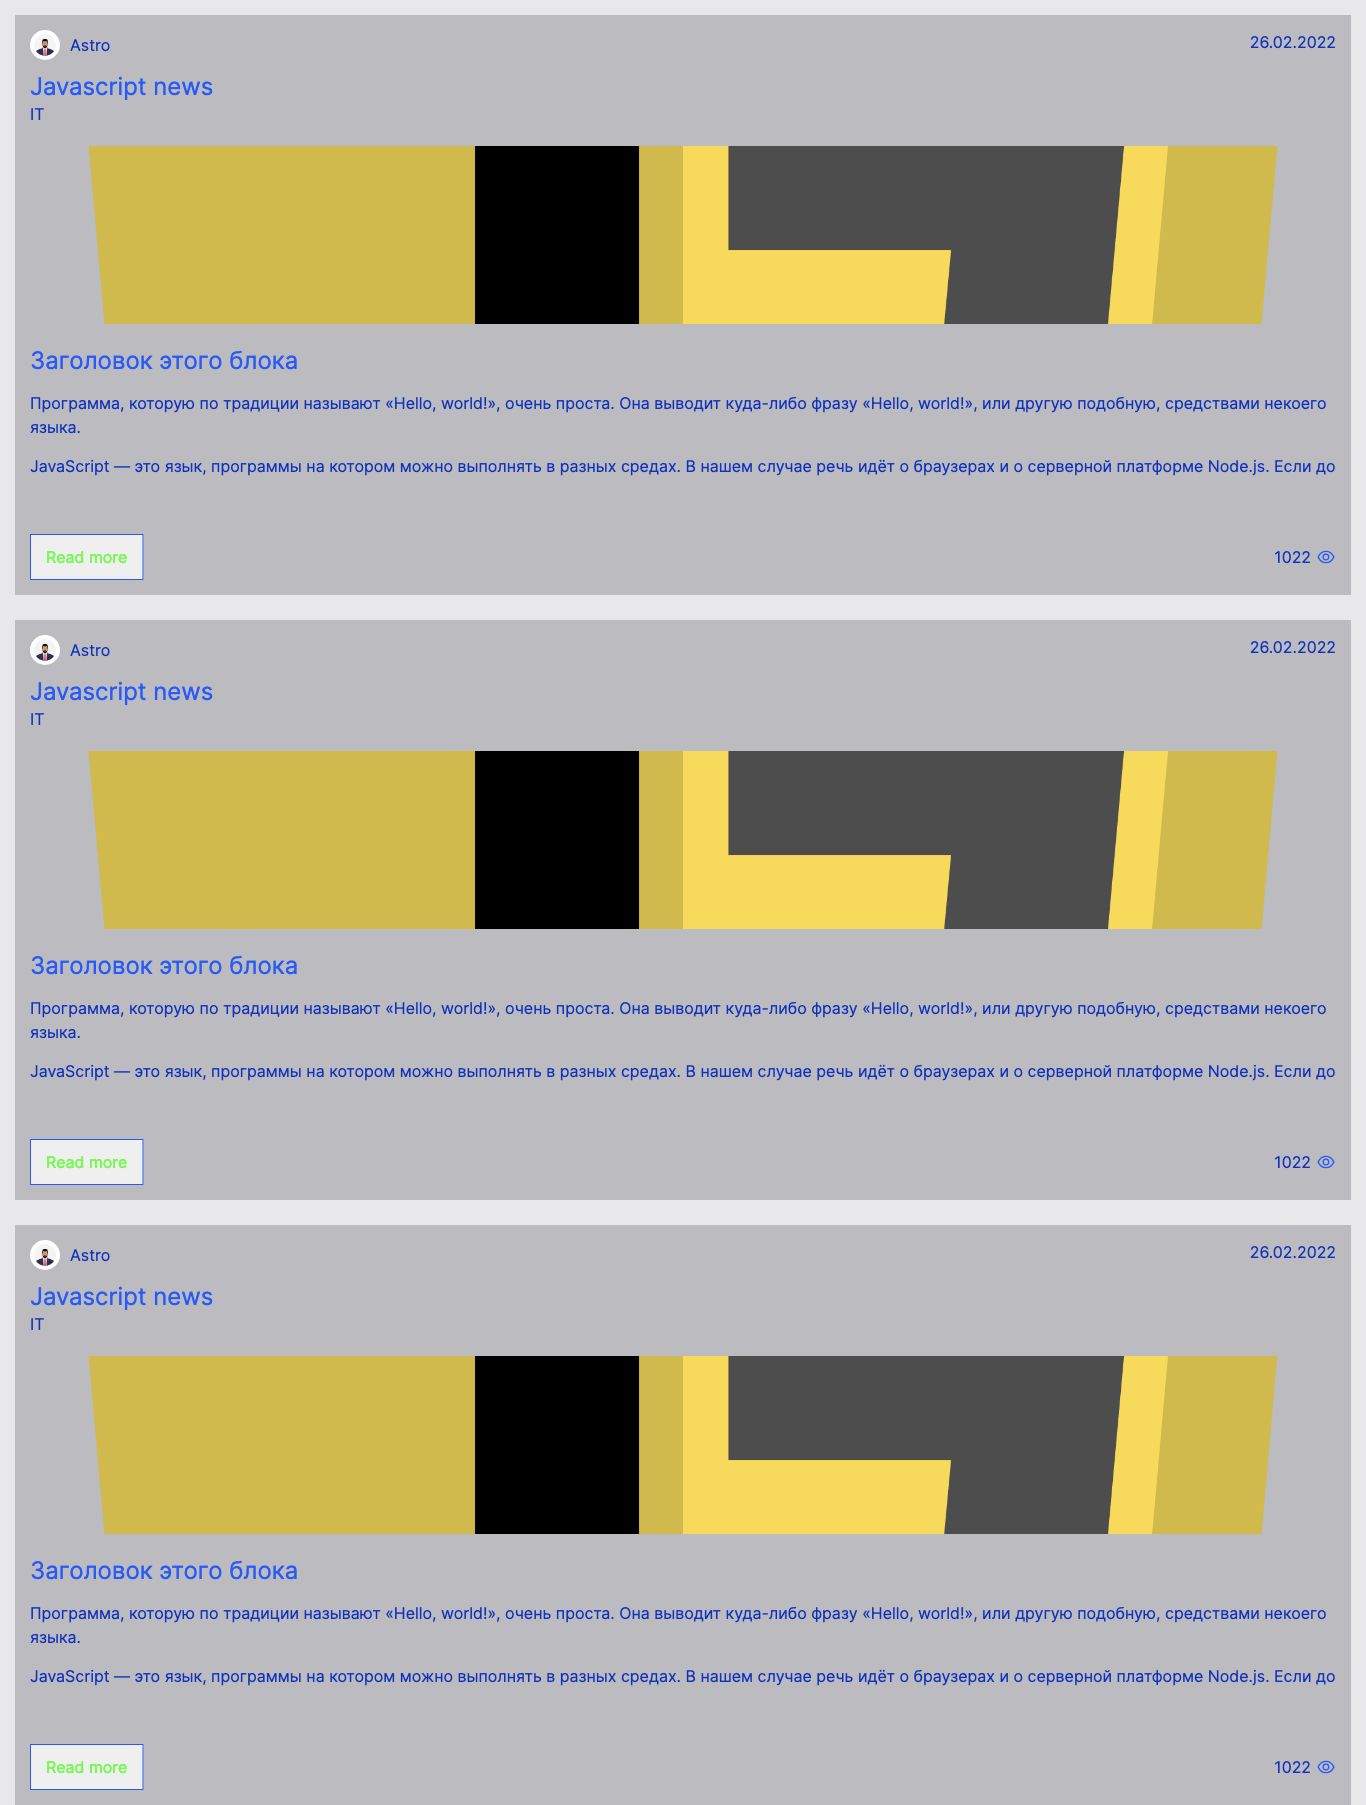 Astro
26.02.2022
Javascript news
IT
Заголовок этого блока
Программа, которую по традиции называют «Hello, world!», очень проста. Она выводит куда-либо фразу «Hello, world!», или другую подобную, средствами некоего
языка.
JavaScript — это язык, программы на котором можно выполнять в разных средах. В нашем случае речь идёт о браузерах и о серверной платформе Node.js. Если до
Read more
1022
Astro
26.02.2022
Javascript news
IT
Заголовок этого блока
Программа, которую по традиции называют «Hello, world!», очень проста. Она выводит куда-либо фразу «Hello, world!», или другую подобную, средствами некоего
языка.
JavaScript — это язык, программы на котором можно выполнять в разных средах. В нашем случае речь идёт о браузерах и о серверной платформе Node.js. Если до
Read more
1022
Astro
26.02.2022
Javascript news
IT
Заголовок этого блока
Программа, которую по традиции называют «Hello, world!», очень проста. Она выводит куда-либо фразу «Hello, world!», или другую подобную, средствами некоего
языка.
JavaScript — это язык, программы на котором можно выполнять в разных средах. В нашем случае речь идёт о браузерах и о серверной платформе Node.js. Если до
Read more
1022